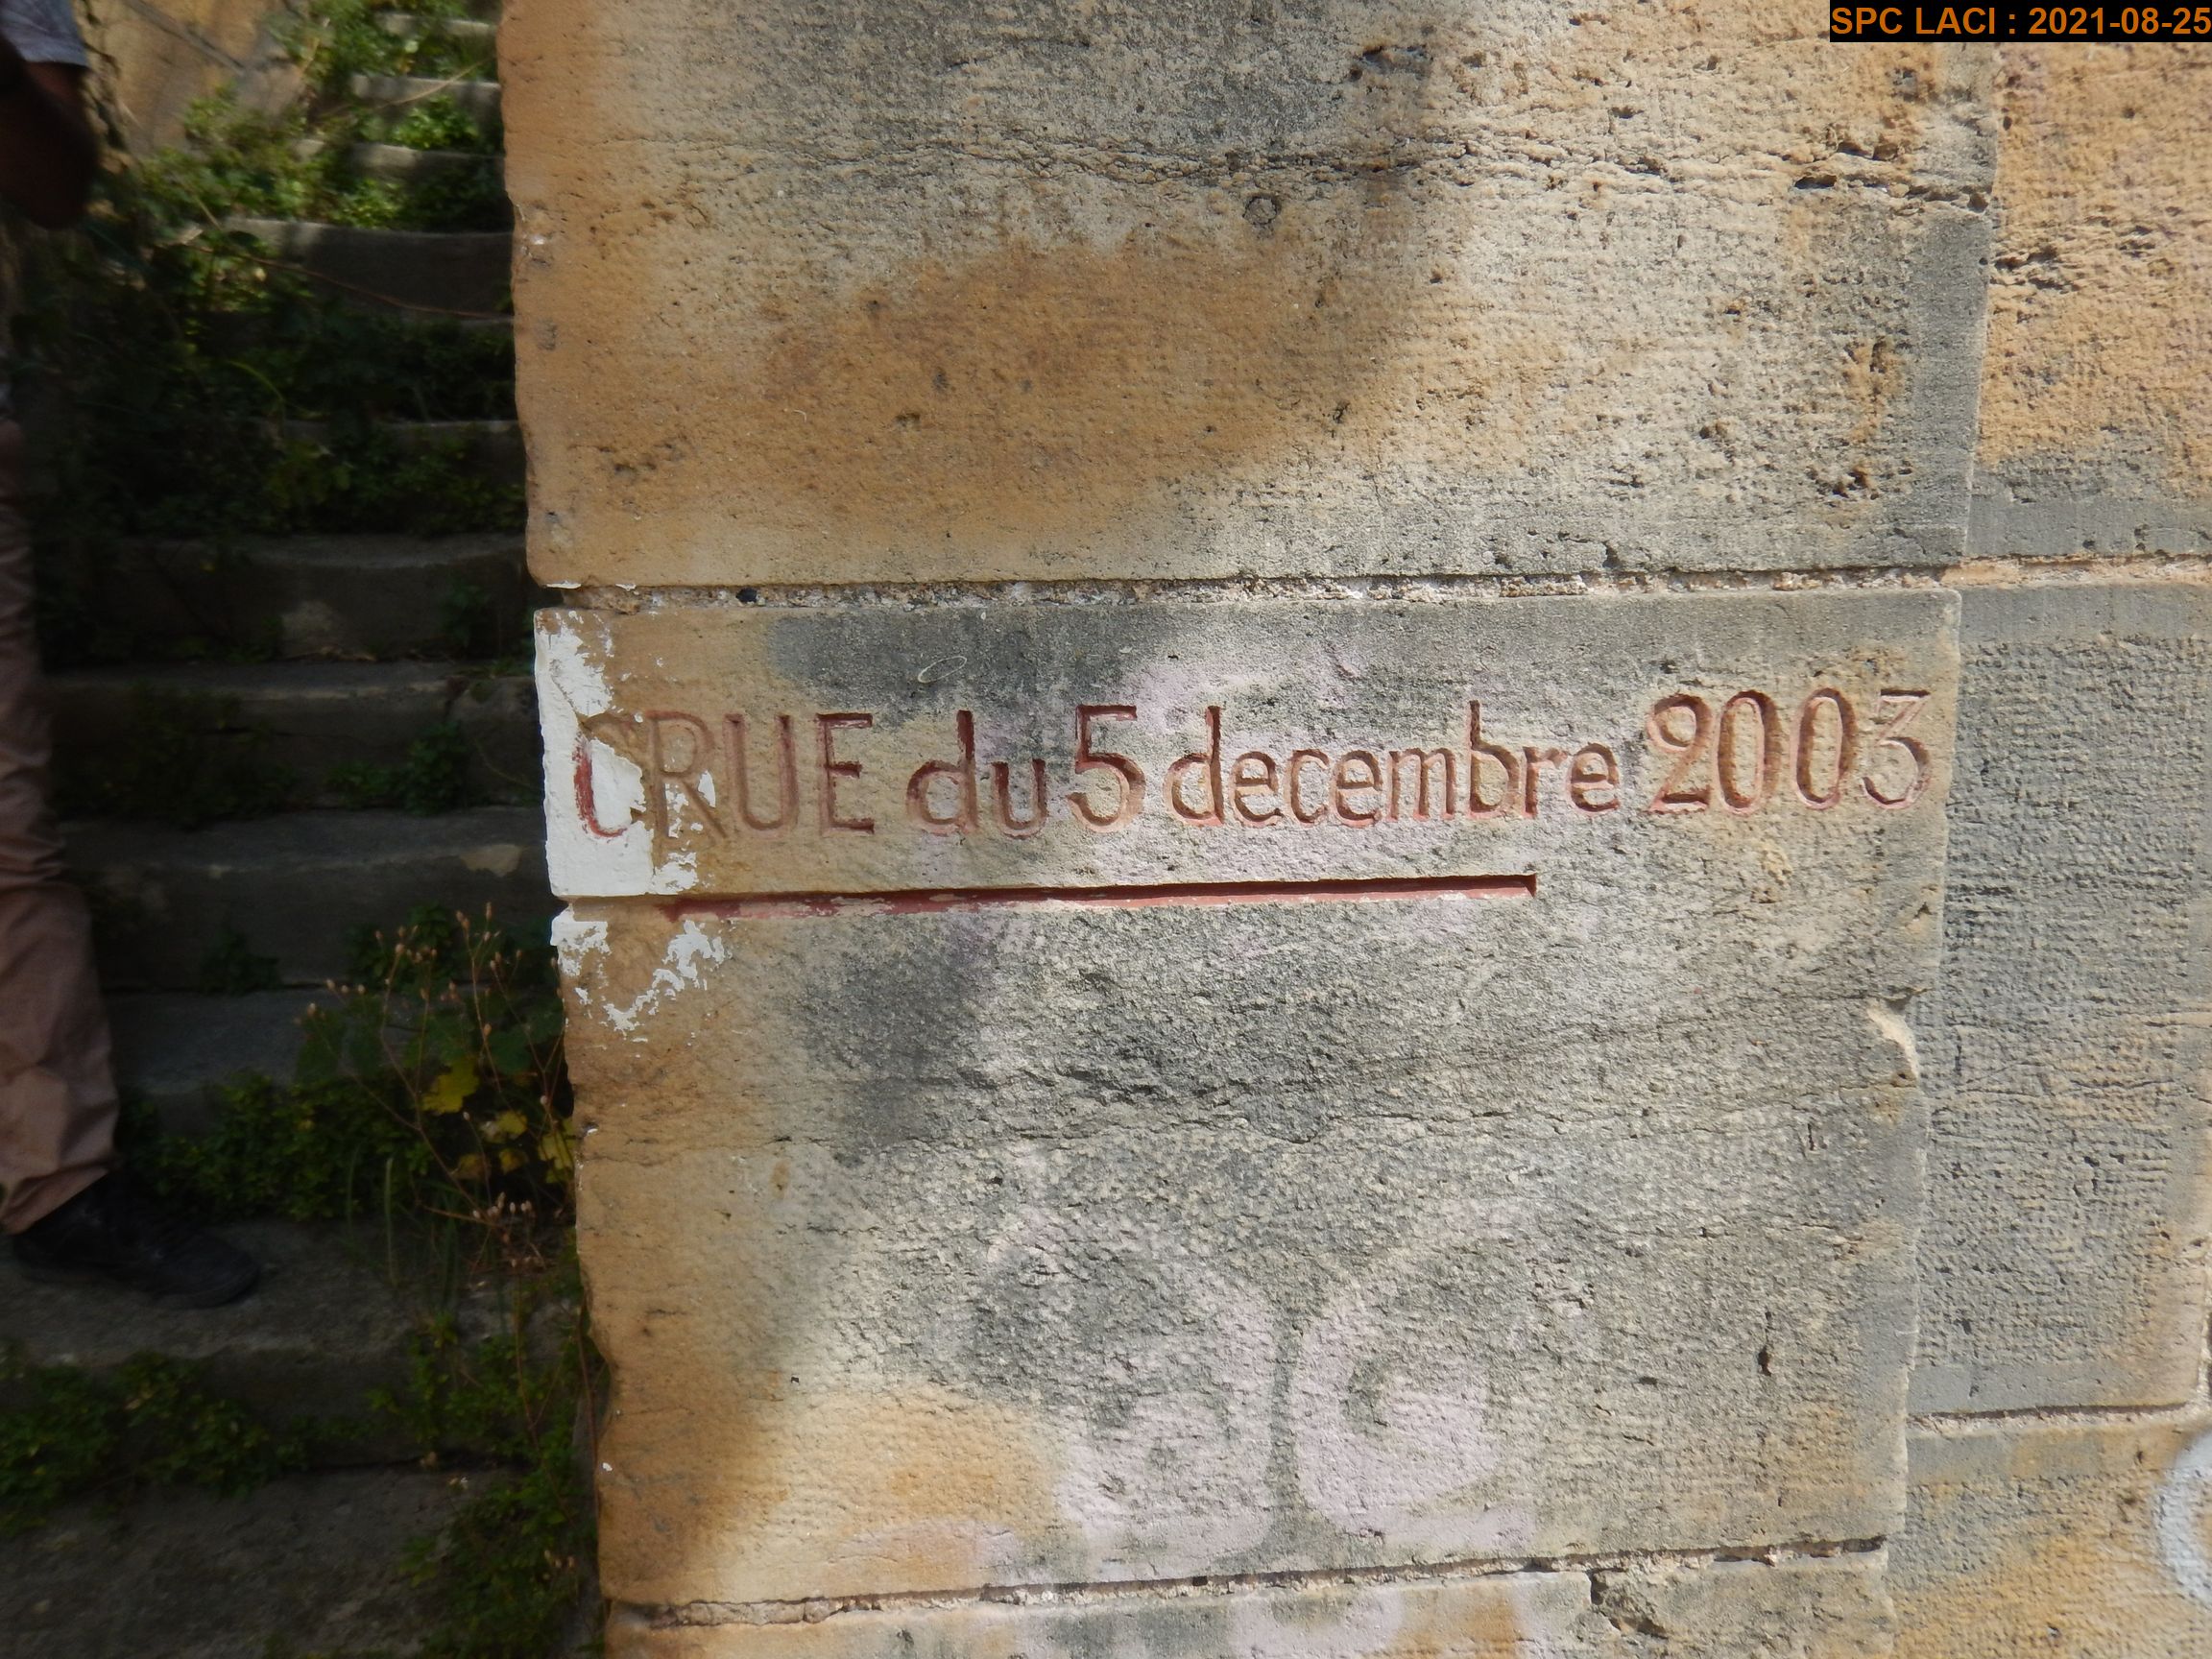 SPC LACI : 2021-08-25
CRUE du 5 decembre 2003